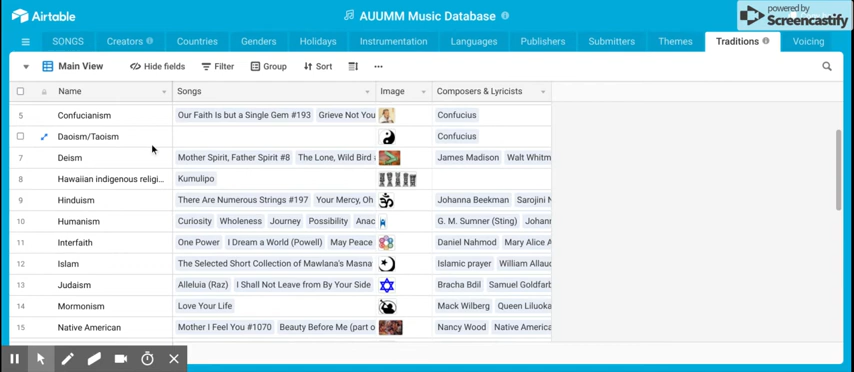 Airtable
AUUMM Music Database
powered by
Screencastify
SONGS Creators Countries Genders Holidays Instrumentation Languages Publishers Submitters Themes Traditions Voicing
Main View Hide fields Filter Group Sort
Name Songs Image Composers & Lyricists
5 Confucianism Our Faith Is but a Single Gem #193 Grieve Not You Confucius
Daoism/Taoism Confucius
7 Deism Mother Spirit, Father Spirit #8 The Lone, Wild Bird James Madison Walt Whitm
8 Hawaiian indigenous religi... Kumulipo
9 Hinduism There Are Numerous Strings #197 Your Mercy, Oh Johanna Beekman Sarojini N
10 Humanism Curiosity Wholeness Journey Possibility Anac G. M. Sumner (Sting) Johan
11 Interfaith One Power I Dream a World (Powell) May Peace Daniel Nahmod Mary Alice A
12 Islam The Selected Short Collection of Mawlana's Masna Islamic prayer William Allauc
13 Judaism Alleluia (Raz) I Shall Not Leave from By Your Side Bracha Bdil Samuel Goldfarb
14 Mormonism Love Your Life Mack Wilberg Queen Liliuoka
15 Native American Mother I Feel You #1070 Beauty Before Me (part o Nancy Wood Native America